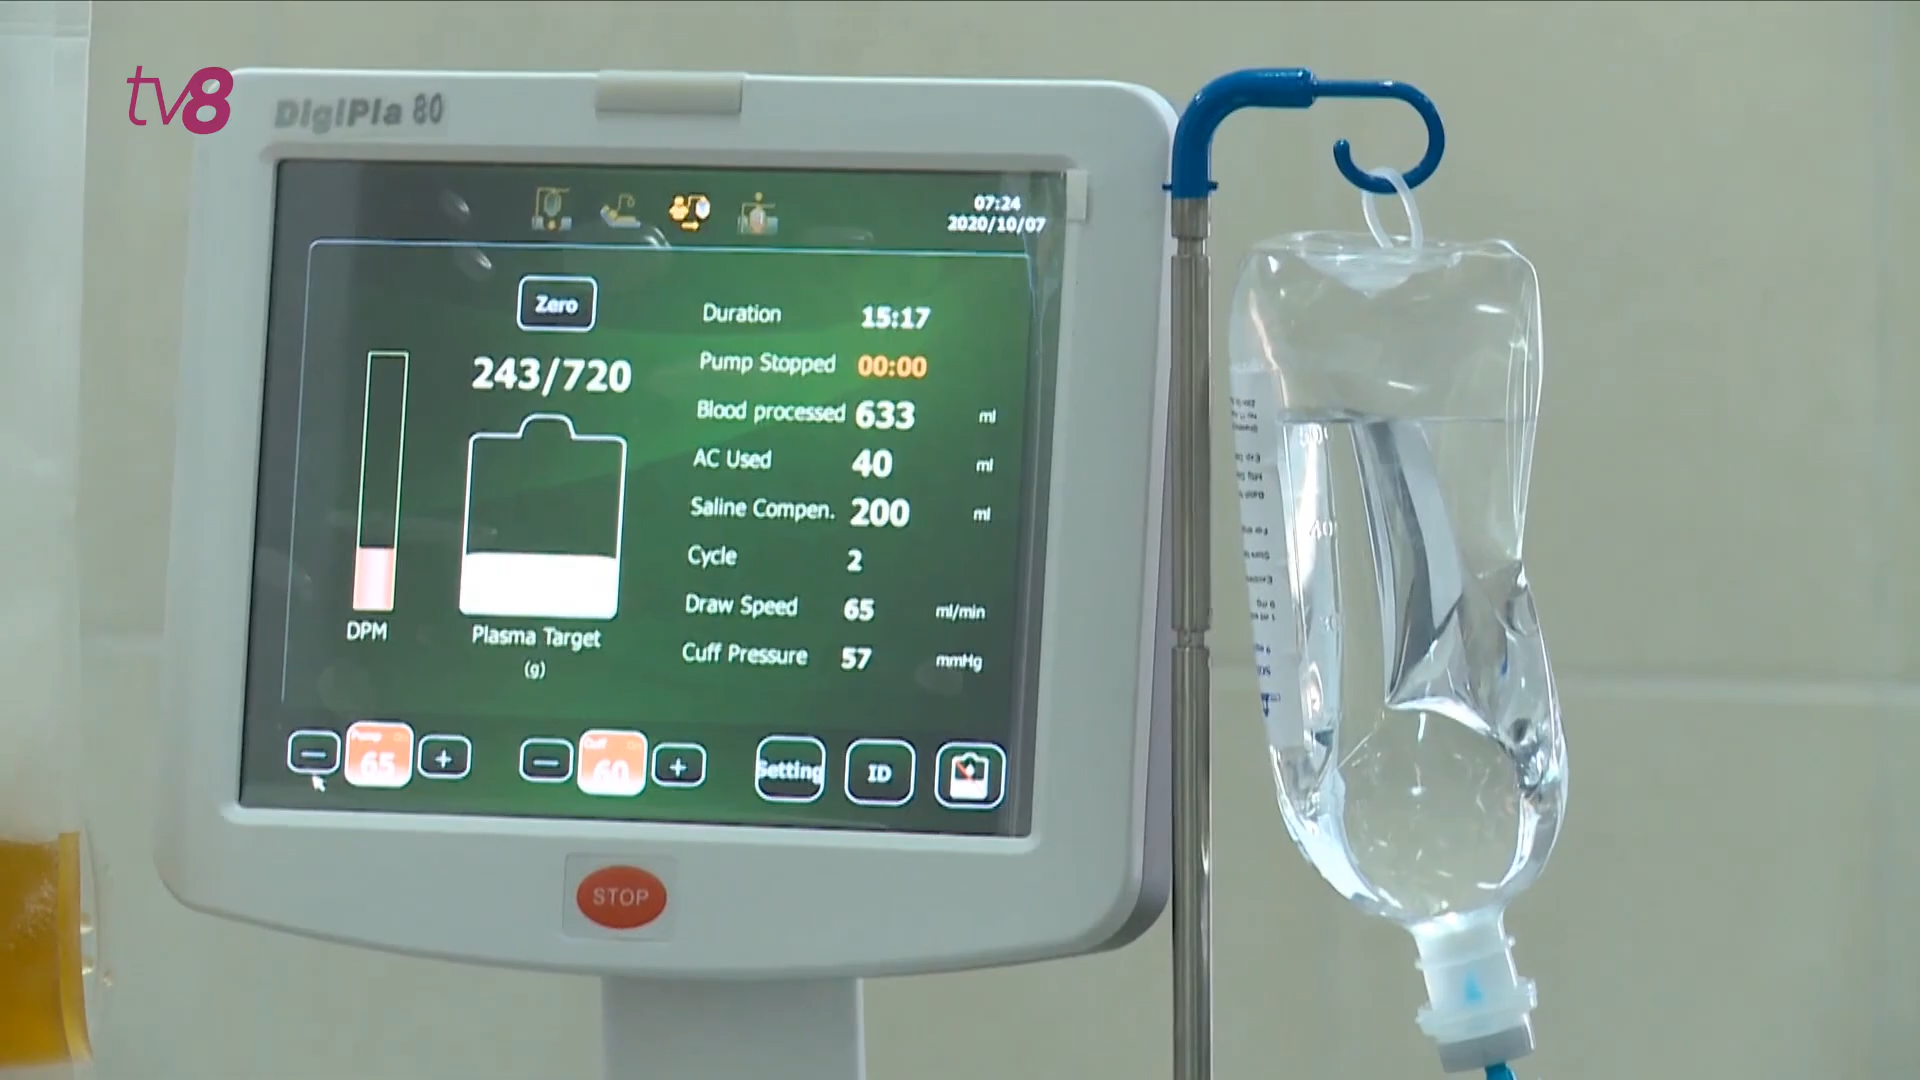 tv8
DigiPla 80
07:24
2020/10/07
Zero
243/720
Duration 15:17
Pump Stopped 00:00
Blood processed 633 ml
AC Used 40 ml
Saline Compen. 200 ml
Cycle 2
Draw Speed 65 ml/min
Cuff Pressure 57 mmHg
DPM
Plasma Target
(g)
Pump
65
Cuff
60
Setting
ID
STOP